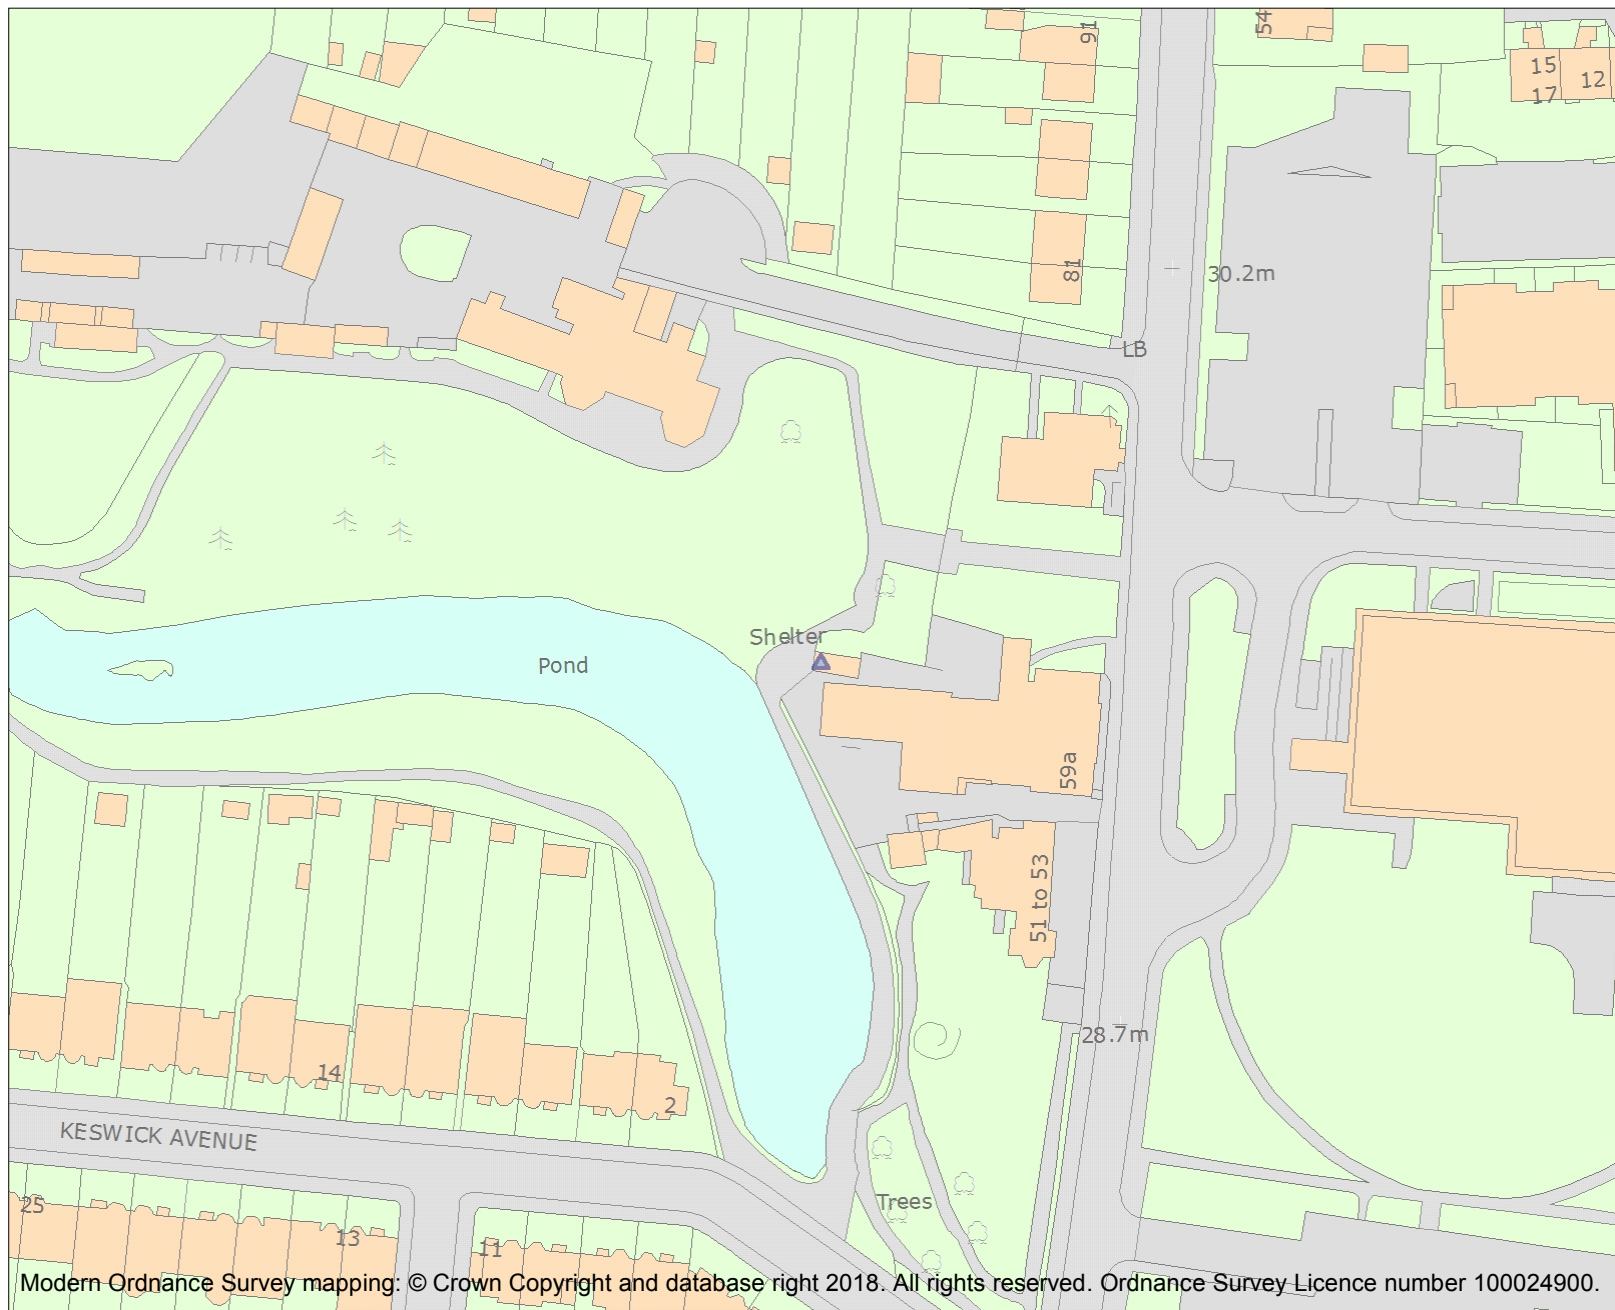 91
54
15
12
17
81
30.2m
LB
Shelter
Pond
59a
51 to 53
28.7m
14
2
KESWICK AVENUE
Trees
25
13
11
Modern Ordnance Survey mapping: © Crown Copyright and database right 2018. All rights reserved. Ordnance Survey Licence number 100024900.